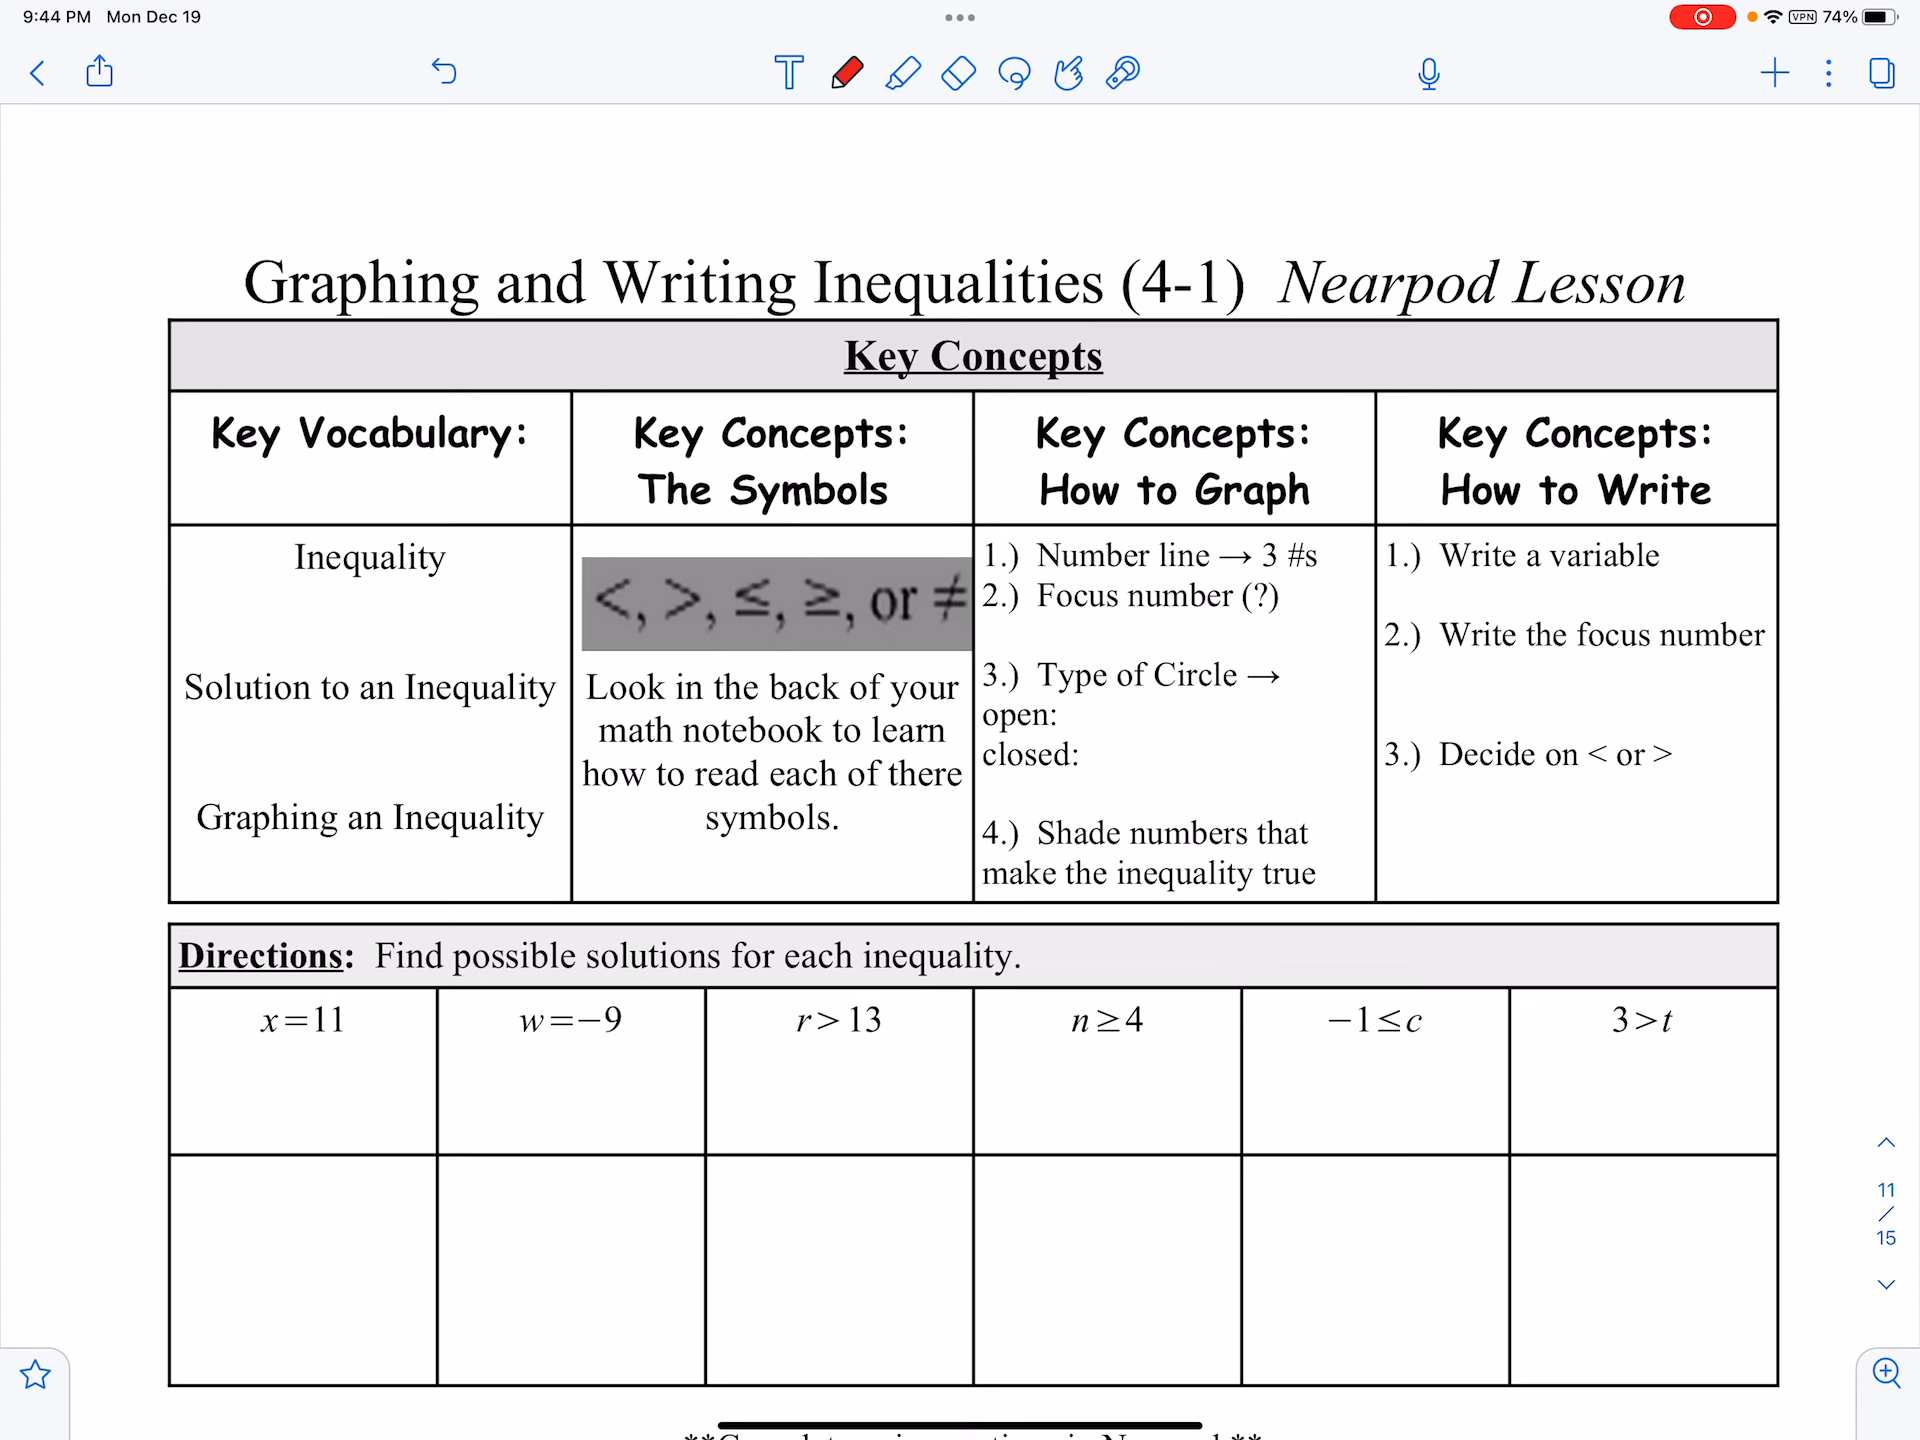 9:44 PM Mon Dec 19
VPN 74%
Graphing and Writing Inequalities (4-1) Nearpod Lesson
Key Concepts
Key Vocabulary:
Key Concepts:
The Symbols
Key Concepts:
How to Graph
Key Concepts:
How to Write
Inequality
Solution to an Inequality
Graphing an Inequality
<, >, ≤, ≥, or ≠
Look in the back of your
math notebook to learn
how to read each of there
symbols.
1.) Number line → 3 #s
2.) Focus number (?)
3.) Type of Circle →
open:
closed:
4.) Shade numbers that
make the inequality true
1.) Write a variable
2.) Write the focus number
3.) Decide on < or >
Directions: Find possible solutions for each inequality.
x=11
w=−9
r>13
n≥4
−1≤c
3>t
11
/
15